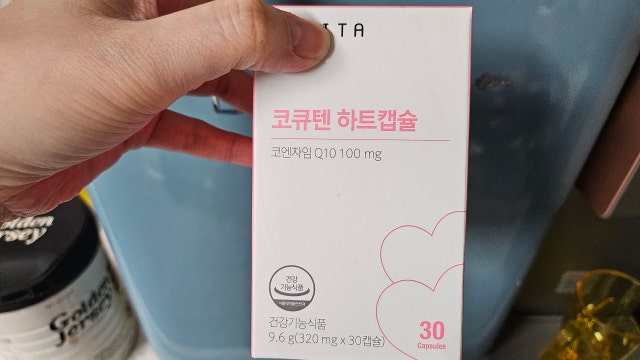 ITA
코큐텐 하트캡슐
코엔자임 Q10 100 mg
건강
기능식품
건강기능식품
9.6 g(320 mg x 30캡슐)
30
Capsules
Golden
Jersey